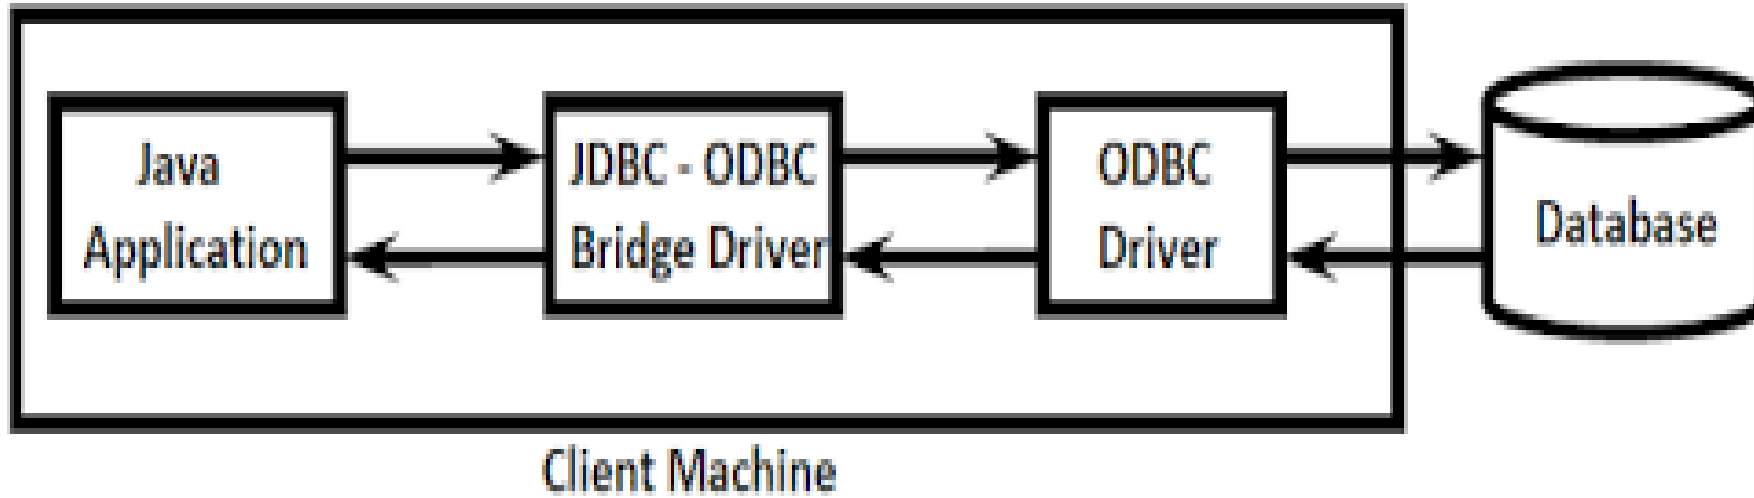 Java
Application
JDBC - ODBC
Bridge Driver
ODBC
Driver
Database
Client Machine